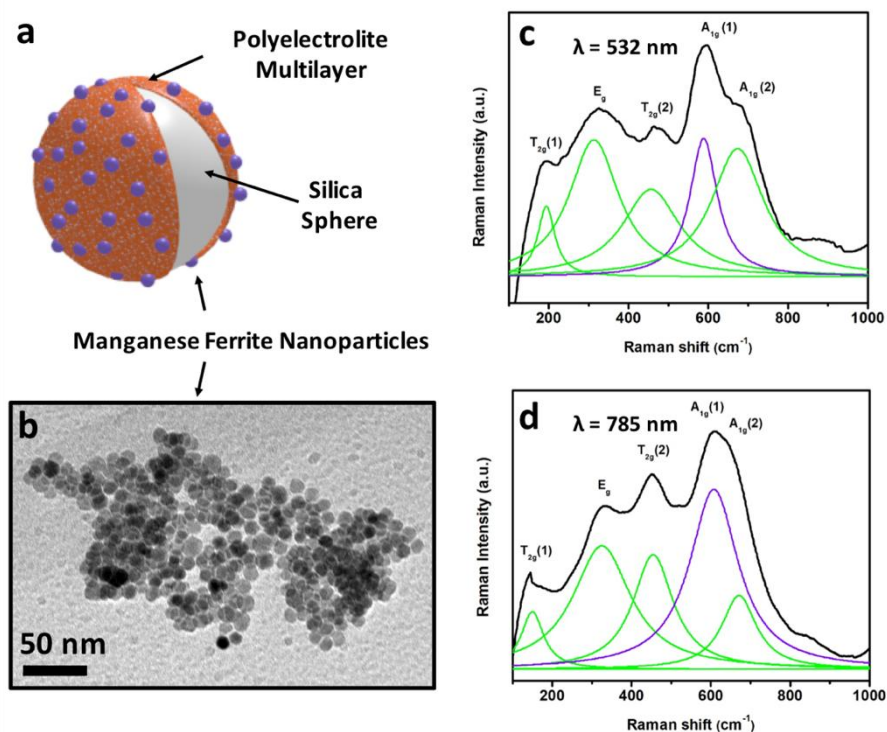 a
Polyelectrolite
Multilayer
Silica
Sphere
Manganese Ferrite Nanoparticles
b
50 nm
c
λ = 532 nm
T2g(1)
Eg
T2g(2)
A1g(1)
A1g(2)
Raman Intensity (a.u.)
200 400 600 800 1000
Raman shift (cm-1)
d
λ = 785 nm
T2g(1)
Eg
T2g(2)
A1g(1)
A1g(2)
Raman Intensity (a.u.)
200 400 600 800 1000
Raman shift (cm-1)